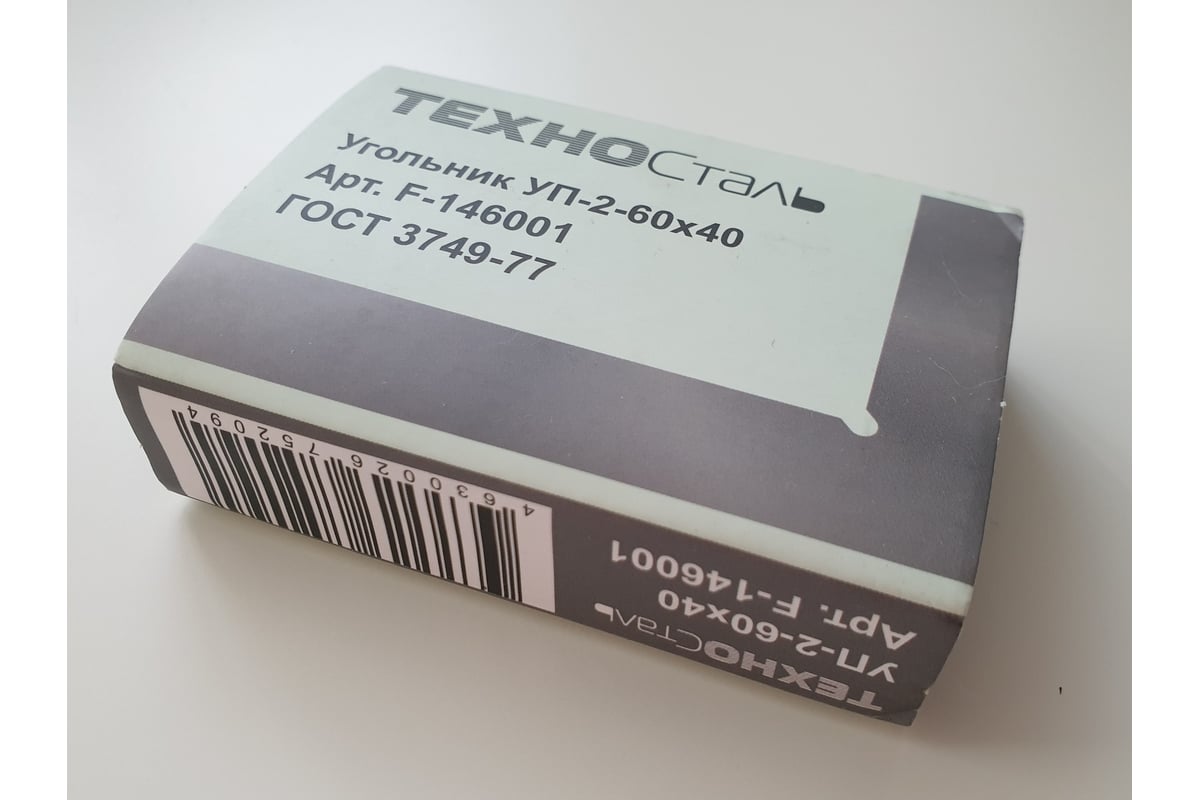 ТЕХНОСталь
Угольник УП-2-60х40
Арт. F-146001
ГОСТ 3749-77
4 630026 752094
ТЕХНОСталь
УП-2-60х40
Арт. F-146001